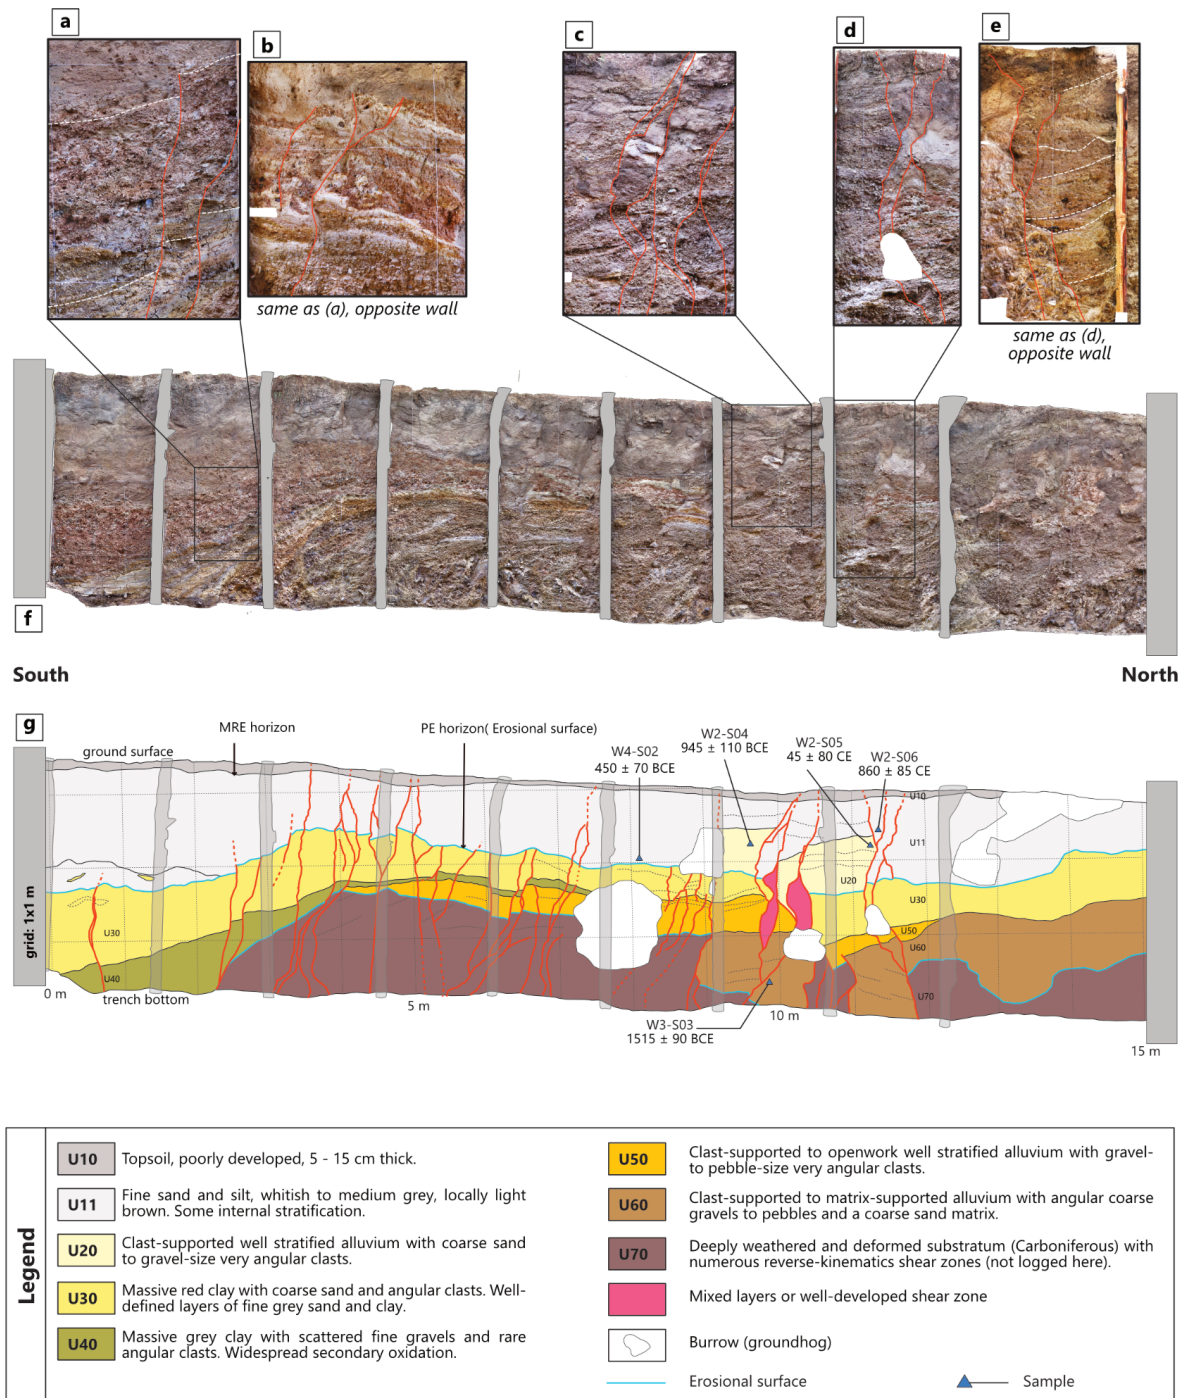 a
b
c
d
e
same as (a), opposite wall
same as (d),
opposite wall
f
South
North
g
MRE horizon
PE horizon( Erosional surface)
ground surface
W4-S02
450 ± 70 BCE
W2-S04
945 ± 110 BCE
W2-S05
45 ± 80 CE
W2-S06
860 ± 85 CE
U10
U11
U20
U30
U50
U60
U70
U30
U40
grid: 1x1 m
0 m
trench bottom
5 m
10 m
15 m
W3-S03
1515 ± 90 BCE
Legend
U10
Topsoil, poorly developed, 5 - 15 cm thick.
U11
Fine sand and silt, whitish to medium grey, locally light
brown. Some internal stratification.
U20
Clast-supported well stratified alluvium with coarse sand
to gravel-size very angular clasts.
U30
Massive red clay with coarse sand and angular clasts. Well-
defined layers of fine grey sand and clay.
U40
Massive grey clay with scattered fine gravels and rare
angular clasts. Widespread secondary oxidation.
U50
Clast-supported to openwork well stratified alluvium with gravel-
to pebble-size very angular clasts.
U60
Clast-supported to matrix-supported alluvium with angular coarse
gravels to pebbles and a coarse sand matrix.
U70
Deeply weathered and deformed substratum (Carboniferous) with
numerous reverse-kinematics shear zones (not logged here).
Mixed layers or well-developed shear zone
Burrow (groundhog)
Erosional surface
Sample